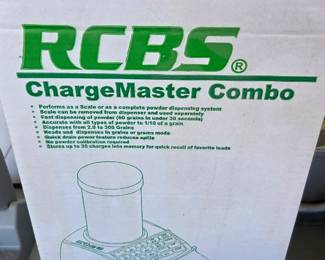 RCBS®
ChargeMaster Combo
• Performs as a Scale or as a complete powder dispensing system
• Scale can be removed from dispenser and used separately
• Fast dispensing of powder (60 grains in under 30 seconds)
• Accurate with all types of powder to 1/10 of a grain
• Dispenses from 2.0 to 300 Grains
• Reads and dispenses in grains or grams mode
• Quick drain power feature reduces spills
• No powder calibration required
• Stores up to 30 charges into memory for quick recall of favorite loads
RCBS